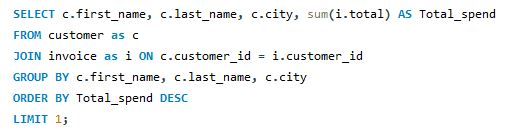 SELECT c.first_name, c.last_name, c.city, sum(i.total) AS Total_spend
FROM customer as c
JOIN invoice as i ON c.customer_id = i.customer_id
GROUP BY c.first_name, c.last_name, c.city
ORDER BY Total_spend DESC
LIMIT 1;